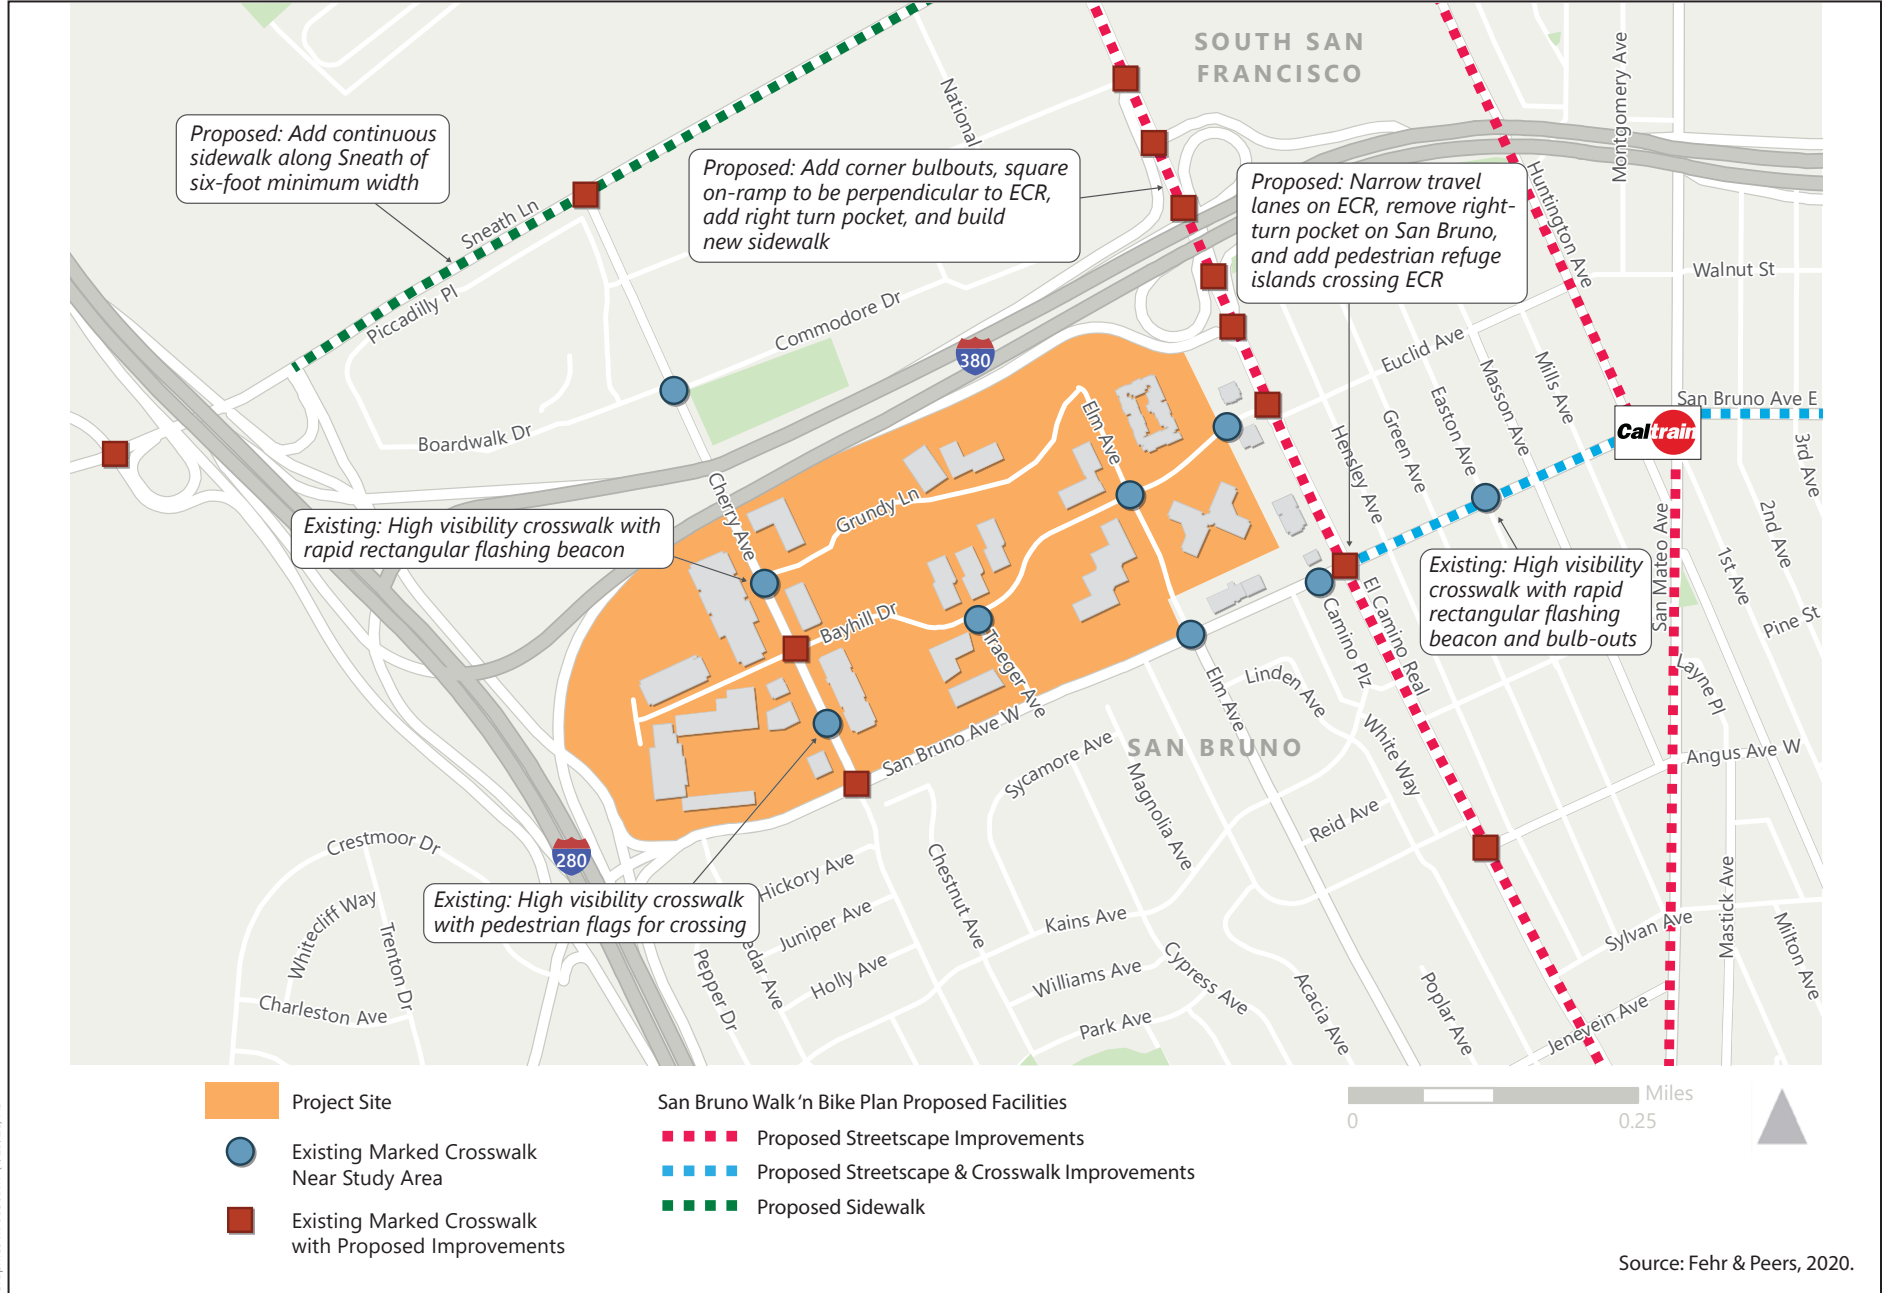 SOUTH SAN
FRANCISCO
Montgomery Ave
National
Proposed: Add continuous
sidewalk along Sneath of
six-foot minimum width
Proposed: Add corner bulbouts, square
on-ramp to be perpendicular to ECR,
add right turn pocket, and build
new sidewalk
Proposed: Narrow travel
lanes on ECR, remove right-
turn pocket on San Bruno,
and add pedestrian refuge
islands crossing ECR
Huntington Ave
Sneath Ln
Walnut St
Piccadilly Pl
Commodore Dr
380
Euclid Ave
Mills Ave
Masson Ave
Easton Ave
Green Ave
Hensley Ave
San Bruno Ave E
Caltrain
3rd Ave
2nd Ave
1st Ave
Boardwalk Dr
Elm Ave
Cherry Ave
Grundy Ln
San Mateo Ave
Existing: High visibility crosswalk with
rapid rectangular flashing beacon
Existing: High visibility
crosswalk with rapid
rectangular flashing
beacon and bulb-outs
Bayhill Dr
Traeger Ave
Camino Plz
El Camino Real
Pine St
Layne Pl
Elm Ave
Linden Ave
San Bruno Ave W
SAN BRUNO
Sycamore Ave
Magnolia Ave
White Way
Angus Ave W
Reid Ave
Crestmoor Dr
280
Whitecliff Way
Trenton Dr
Charleston Ave
Existing: High visibility crosswalk
with pedestrian flags for crossing
Hickory Ave
Juniper Ave
Holly Ave
edar Ave
Pepper Dr
Chestnut Ave
Kains Ave
Williams Ave
Park Ave
Cypress Ave
Acacia Ave
Poplar Ave
Jenevein Ave
Sylvan Ave
Mastick Ave
Milton Ave
Project Site
Existing Marked Crosswalk
Near Study Area
Existing Marked Crosswalk
with Proposed Improvements
San Bruno Walk 'n Bike Plan Proposed Facilities
Proposed Streetscape Improvements
Proposed Streetscape & Crosswalk Improvements
Proposed Sidewalk
Miles
0
0.25
Source: Fehr & Peers, 2020.